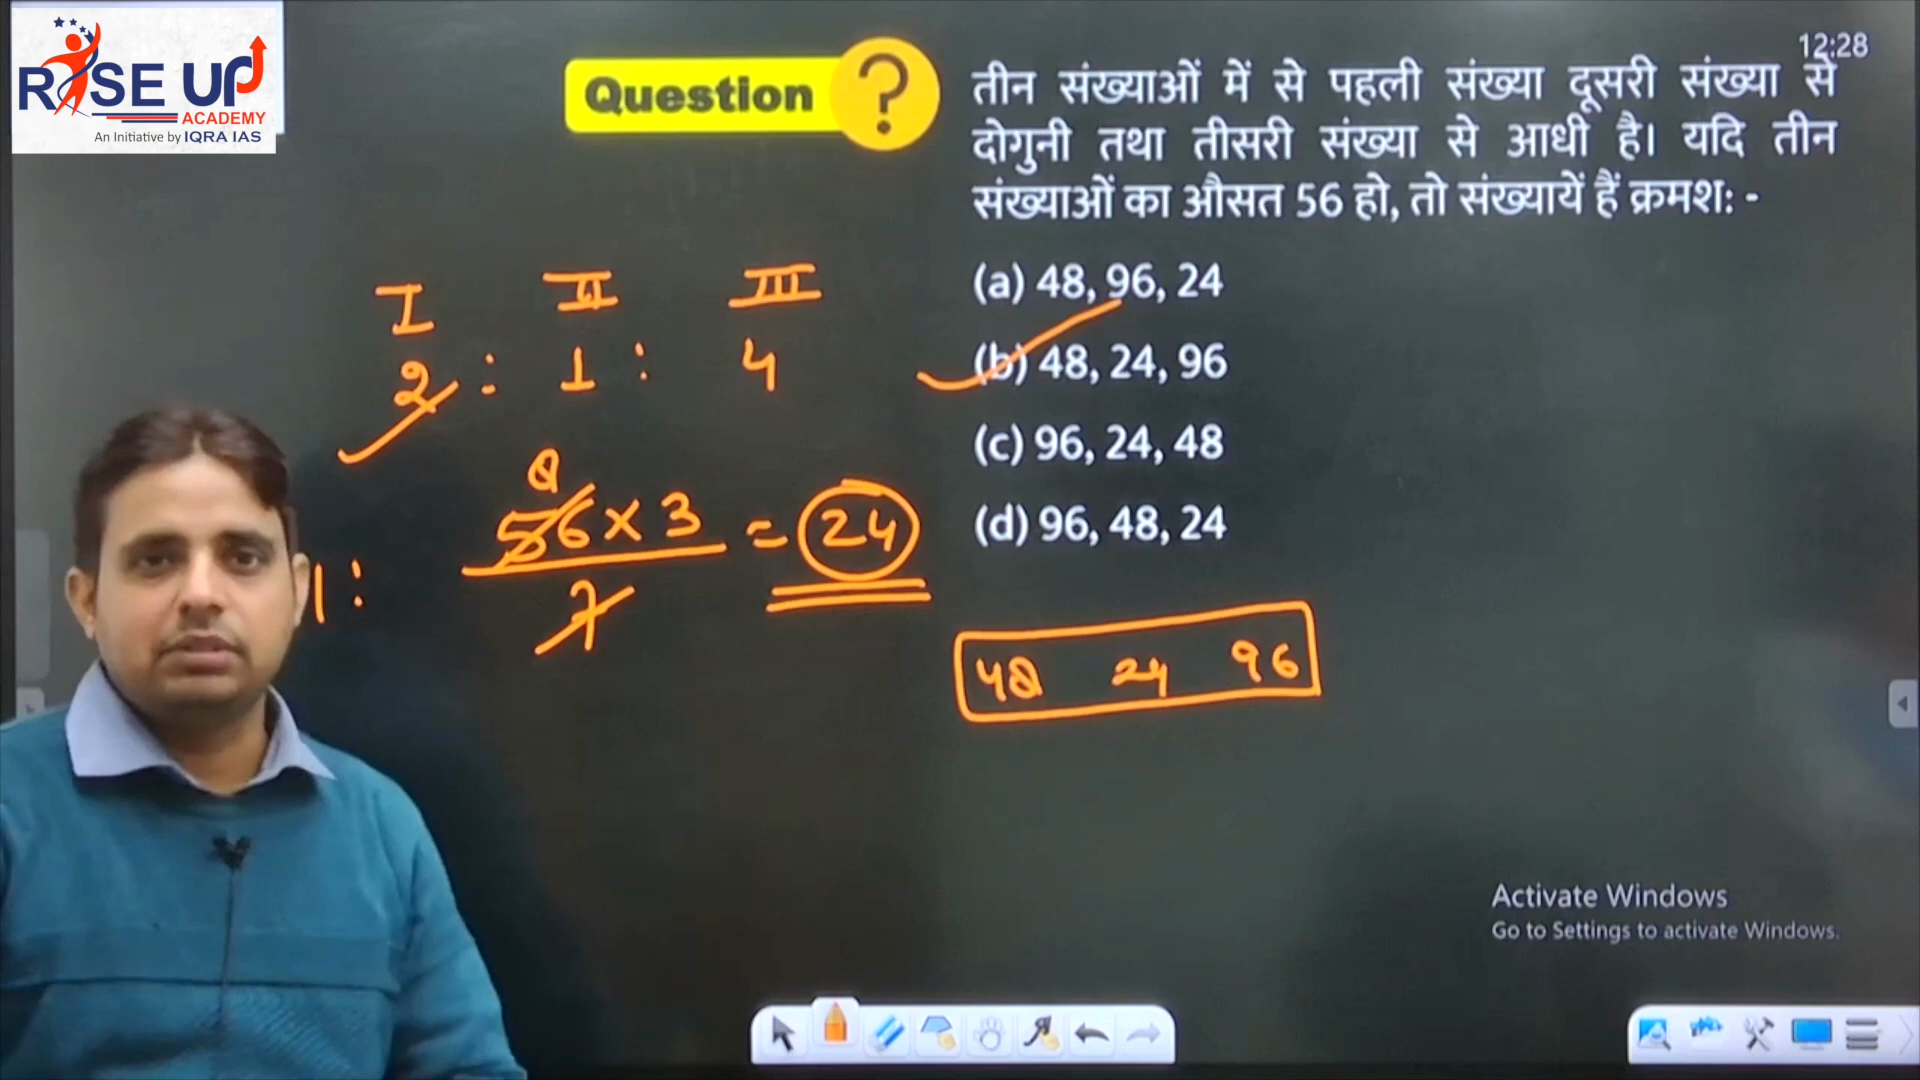 RISE UP
ACADEMY
An Initiative by IQRA IAS
12:28
Question ?
तीन संख्याओं में से पहली संख्या दूसरी संख्या से
दोगुनी तथा तीसरी संख्या से आधी है। यदि तीन
संख्याओं का औसत 56 हो, तो संख्यायें हैं क्रमश: -
(a) 48, 96, 24
(b) 48, 24, 96
(c) 96, 24, 48
(d) 96, 48, 24
I II III
2 : 1 : 4
8
56 x 3 = 24
7
1 :
48 24 96
Activate Windows
Go to Settings to activate Windows.